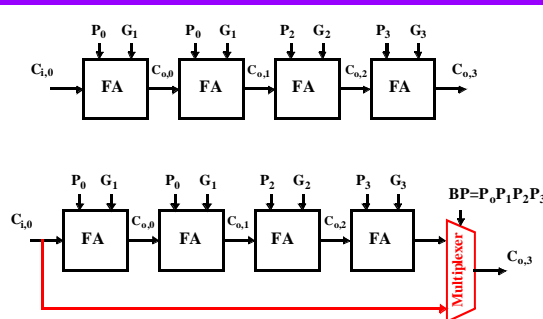 P₀ G₁ P₀ G₁ P₂ G₂ P₃ G₃
Cᵢ,₀ FA Cₒ,₀ FA Cₒ,₁ FA Cₒ,₂ FA Cₒ,₃
P₀ G₁ P₀ G₁ P₂ G₂ P₃ G₃ BP=PₒP₁P₂P₃
Cᵢ,₀ FA Cₒ,₀ FA Cₒ,₁ FA Cₒ,₂ FA Multiplexer Cₒ,₃